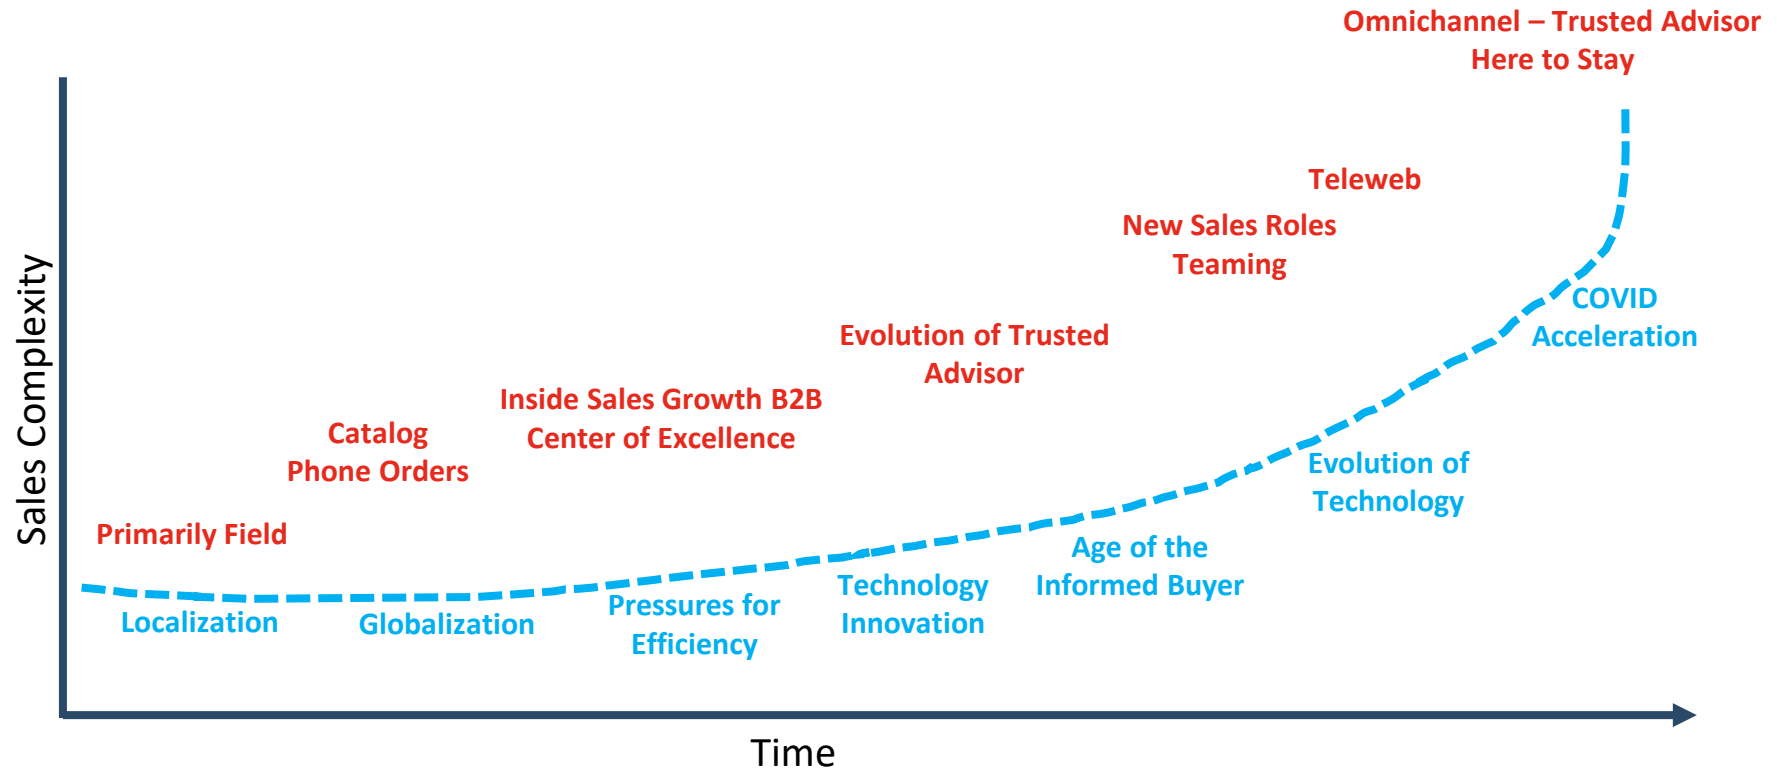 Omnichannel – Trusted Advisor
Here to Stay
Teleweb
New Sales Roles
Teaming
Evolution of Trusted
Advisor
Inside Sales Growth B2B
Center of Excellence
Catalog
Phone Orders
Primarily Field
Sales Complexity
Localization
Globalization
Pressures for
Efficiency
Technology
Innovation
Age of the
Informed Buyer
Evolution of
Technology
COVID
Acceleration
Time